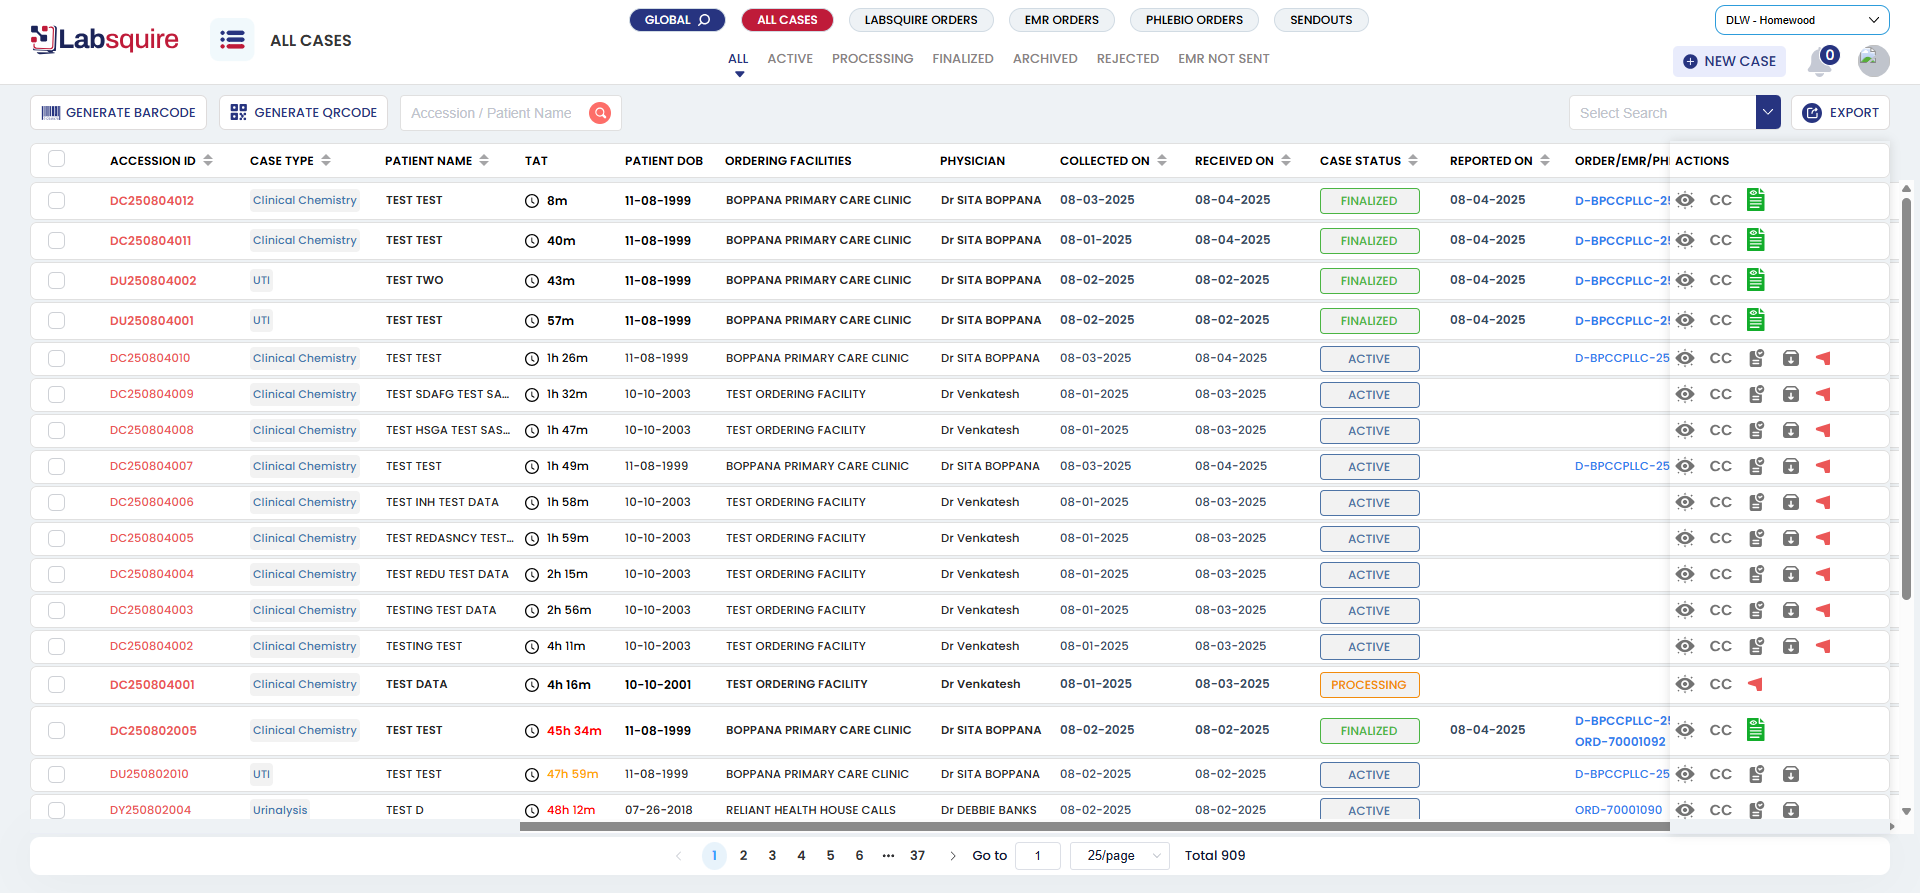 Labsquire
ALL CASES
GLOBAL
ALL CASES
LABSQUIRE ORDERS
EMR ORDERS
PHLEBIO ORDERS
SENDOUTS
DLW - Homewood
ALL
ACTIVE
PROCESSING
FINALIZED
ARCHIVED
REJECTED
EMR NOT SENT
NEW CASE
0
GENERATE BARCODE
GENERATE QRCODE
Accession / Patient Name
Select Search
EXPORT
ACCESSION ID CASE TYPE PATIENT NAME TAT PATIENT DOB ORDERING FACILITIES PHYSICIAN COLLECTED ON RECEIVED ON CASE STATUS REPORTED ON ORDER/EMR/PH ACTIONS
DC250804012 Clinical Chemistry TEST TEST 8m 11-08-1999 BOPPANA PRIMARY CARE CLINIC Dr SITA BOPPANA 08-03-2025 08-04-2025 FINALIZED 08-04-2025 D-BPCCPLLC-25 CC
DC250804011 Clinical Chemistry TEST TEST 40m 11-08-1999 BOPPANA PRIMARY CARE CLINIC Dr SITA BOPPANA 08-01-2025 08-04-2025 FINALIZED 08-04-2025 D-BPCCPLLC-25 CC
DU250804002 UTI TEST TWO 43m 11-08-1999 BOPPANA PRIMARY CARE CLINIC Dr SITA BOPPANA 08-02-2025 08-02-2025 FINALIZED 08-04-2025 D-BPCCPLLC-25 CC
DU250804001 UTI TEST TEST 57m 11-08-1999 BOPPANA PRIMARY CARE CLINIC Dr SITA BOPPANA 08-02-2025 08-02-2025 FINALIZED 08-04-2025 D-BPCCPLLC-25 CC
DC250804010 Clinical Chemistry TEST TEST 1h 26m 11-08-1999 BOPPANA PRIMARY CARE CLINIC Dr SITA BOPPANA 08-03-2025 08-04-2025 ACTIVE D-BPCCPLLC-25 CC
DC250804009 Clinical Chemistry TEST SDAFG TEST SA... 1h 32m 10-10-2003 TEST ORDERING FACILITY Dr Venkatesh 08-01-2025 08-03-2025 ACTIVE CC
DC250804008 Clinical Chemistry TEST HSGA TEST SAS... 1h 47m 10-10-2003 TEST ORDERING FACILITY Dr Venkatesh 08-01-2025 08-03-2025 ACTIVE CC
DC250804007 Clinical Chemistry TEST TEST 1h 49m 11-08-1999 BOPPANA PRIMARY CARE CLINIC Dr SITA BOPPANA 08-03-2025 08-04-2025 ACTIVE D-BPCCPLLC-25 CC
DC250804006 Clinical Chemistry TEST INH TEST DATA 1h 58m 10-10-2003 TEST ORDERING FACILITY Dr Venkatesh 08-01-2025 08-03-2025 ACTIVE CC
DC250804005 Clinical Chemistry TEST REDASNCY TEST... 1h 59m 10-10-2003 TEST ORDERING FACILITY Dr Venkatesh 08-01-2025 08-03-2025 ACTIVE CC
DC250804004 Clinical Chemistry TEST REDU TEST DATA 2h 15m 10-10-2003 TEST ORDERING FACILITY Dr Venkatesh 08-01-2025 08-03-2025 ACTIVE CC
DC250804003 Clinical Chemistry TESTING TEST DATA 2h 56m 10-10-2003 TEST ORDERING FACILITY Dr Venkatesh 08-01-2025 08-03-2025 ACTIVE CC
DC250804002 Clinical Chemistry TESTING TEST 4h 11m 10-10-2003 TEST ORDERING FACILITY Dr Venkatesh 08-01-2025 08-03-2025 ACTIVE CC
DC250804001 Clinical Chemistry TEST DATA 4h 16m 10-10-2001 TEST ORDERING FACILITY Dr Venkatesh 08-01-2025 08-03-2025 PROCESSING CC
DC250802005 Clinical Chemistry TEST TEST 45h 34m 11-08-1999 BOPPANA PRIMARY CARE CLINIC Dr SITA BOPPANA 08-02-2025 08-02-2025 FINALIZED 08-04-2025 D-BPCCPLLC-25 CC
ORD-70001092
DU250802010 UTI TEST TEST 47h 59m 11-08-1999 BOPPANA PRIMARY CARE CLINIC Dr SITA BOPPANA 08-02-2025 08-02-2025 ACTIVE D-BPCCPLLC-25 CC
DY250802004 Urinalysis TEST D 48h 12m 07-26-2018 RELIANT HEALTH HOUSE CALLS Dr DEBBIE BANKS 08-02-2025 08-02-2025 ACTIVE ORD-70001090 CC
1 2 3 4 5 6 ... 37 Go to 1 25/page Total 909